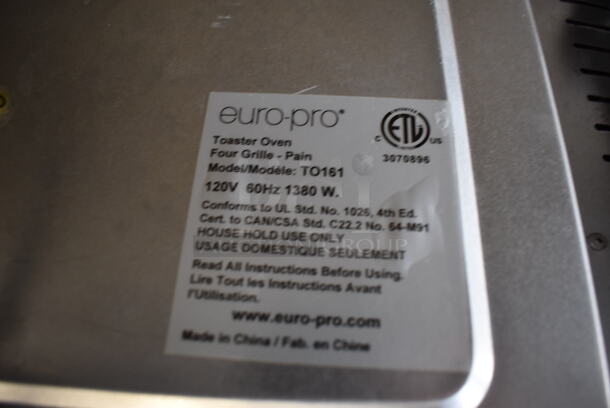 euro-pro
Toaster Oven
Four Grille - Pain
Model/Modéle: TO161
120V 60Hz 1380 W.
C ETL US
3070896
Conforms to UL Std. No. 1026, 4th Ed.
Cert. to CAN/CSA Std. C22.2 No. 64-M91
HOUSE HOLD USE ONLY
USAGE DOMESTIQUE SEULEMENT
Read All Instructions Before Using.
Lire Tout les Instructions Avant
l'Utilisation.
www.euro-pro.com
Made in China / Fab. en Chine
GROUP